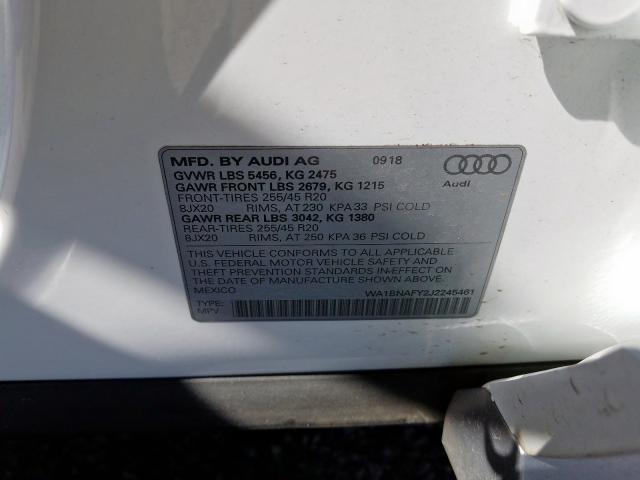 MFD. BY AUDI AG 0918
GVWR LBS 5456, KG 2475
GAWR FRONT LBS 2679, KG 1215
FRONT-TIRES 255/45 R20
8JX20 RIMS, AT 230 KPA 33 PSI COLD
GAWR REAR LBS 3042, KG 1380
REAR-TIRES 255/45 R20
8JX20 RIMS, AT 250 KPA 36 PSI COLD
Audi
THIS VEHICLE CONFORMS TO ALL APPLICABLE
U.S. FEDERAL MOTOR VEHICLE SAFETY AND
THEFT PREVENTION STANDARDS IN EFFECT ON
THE DATE OF MANUFACTURE SHOWN ABOVE.
MEXICO WA1BNAFY2J2245461
TYPE:
MPV